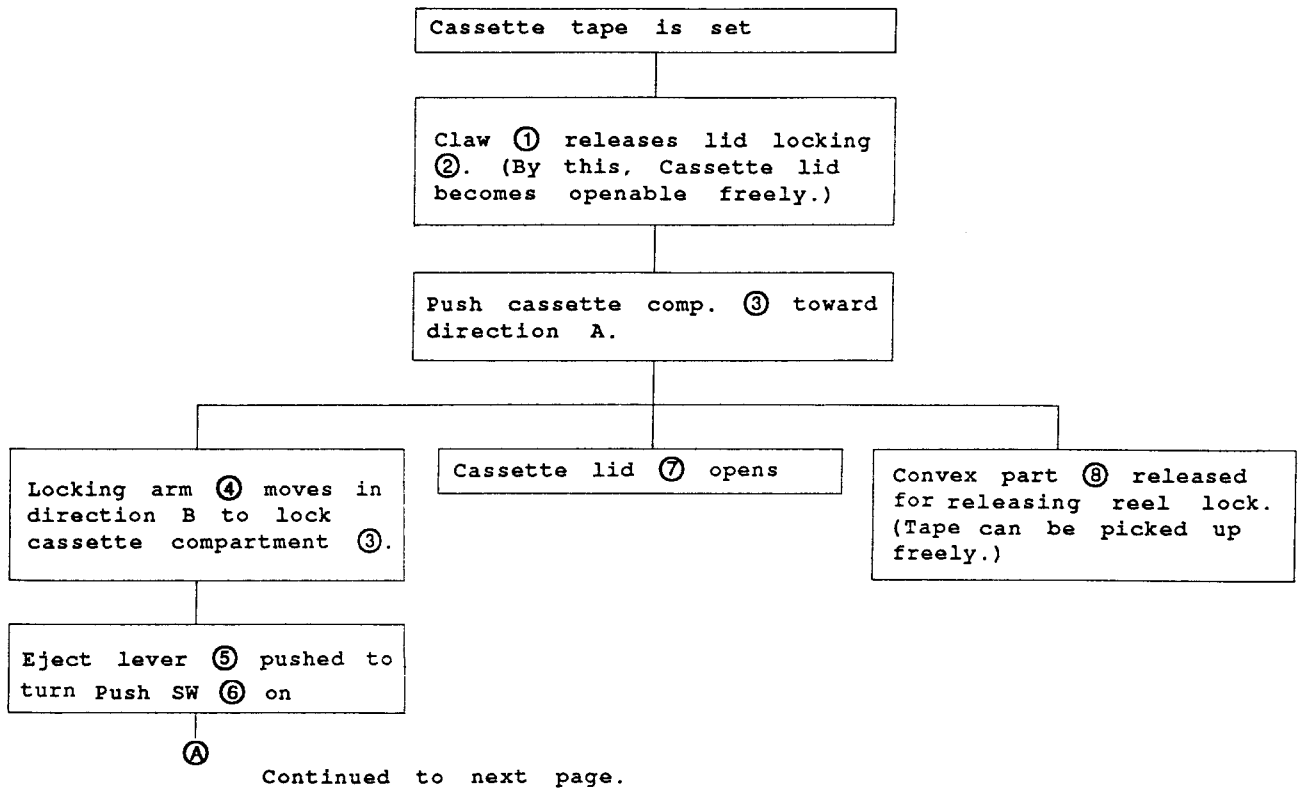 Cassette tape is set
Claw ① releases lid locking
②. (By this, Cassette lid
becomes openable freely.)
Push cassette comp. ③ toward
direction A.
Locking arm ④ moves in
direction B to lock
cassette compartment ③.
Cassette lid ⑦ opens
Convex part ⑧ released
for releasing reel lock.
(Tape can be picked up
freely.)
Eject lever ⑤ pushed to
turn Push SW ⑥ on
Ⓐ
Continued to next page.